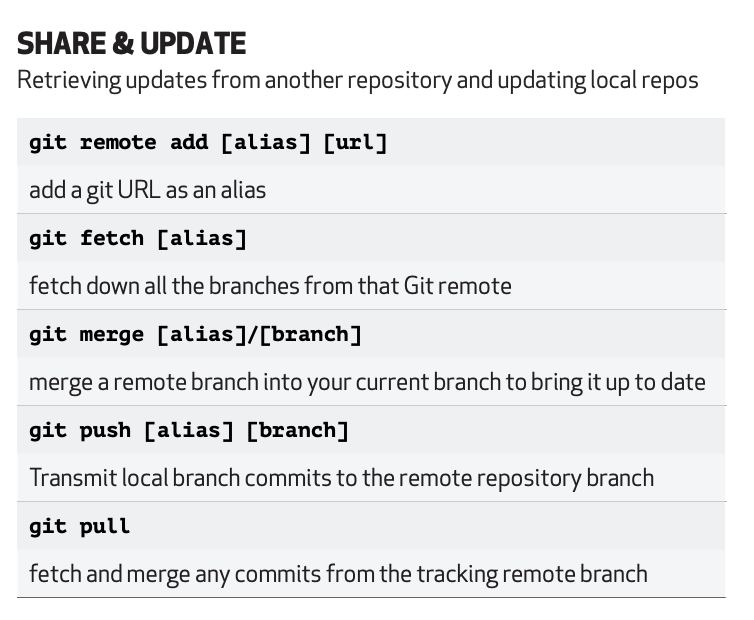 SHARE & UPDATE
Retrieving updates from another repository and updating local repos
git remote add [alias] [url]
add a git URL as an alias
git fetch [alias]
fetch down all the branches from that Git remote
git merge [alias]/[branch]
merge a remote branch into your current branch to bring it up to date
git push [alias] [branch]
Transmit local branch commits to the remote repository branch
git pull
fetch and merge any commits from the tracking remote branch